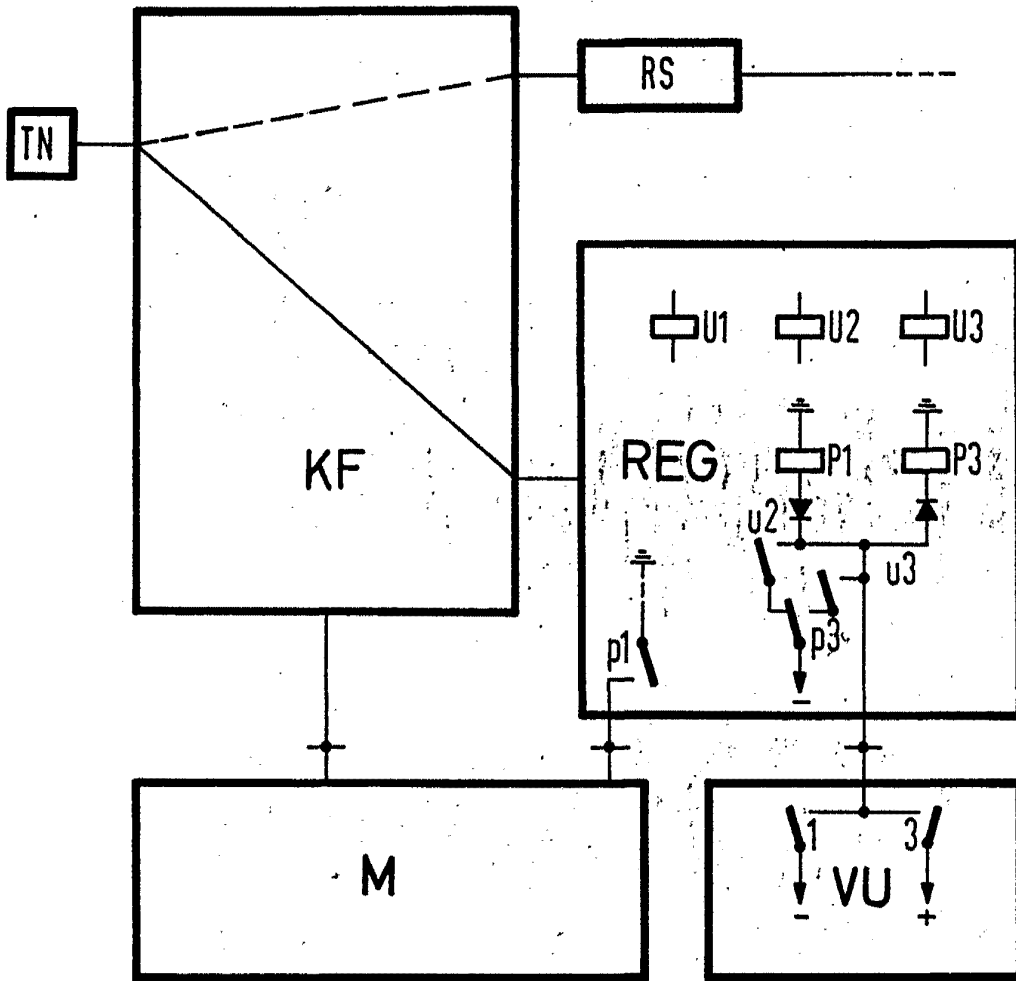 RS
TN
U1 U2 U3
KF REG P1 P3
u2
u3
p1 p3
-
1 3
M VU
- +